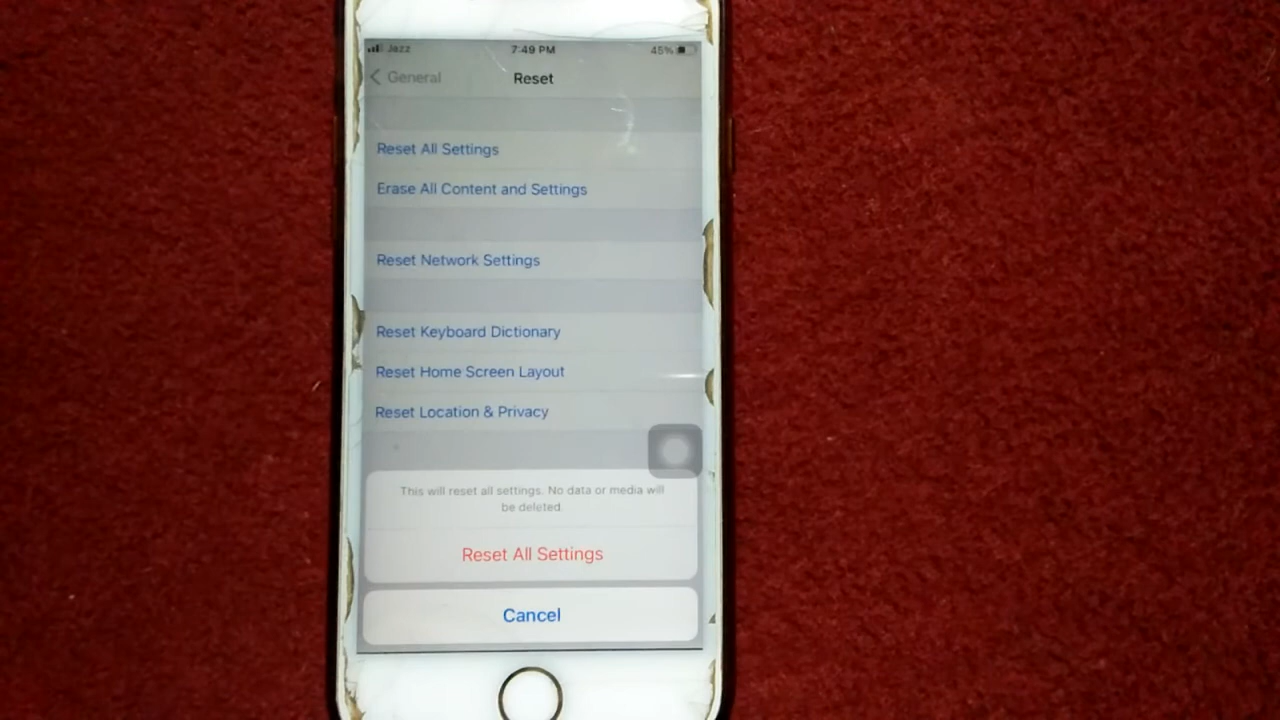 Jazz 7:49 PM 45%
General Reset
Reset All Settings
Erase All Content and Settings
Reset Network Settings
Reset Keyboard Dictionary
Reset Home Screen Layout
Reset Location & Privacy
This will reset all settings. No data or media will
be deleted.
Reset All Settings
Cancel